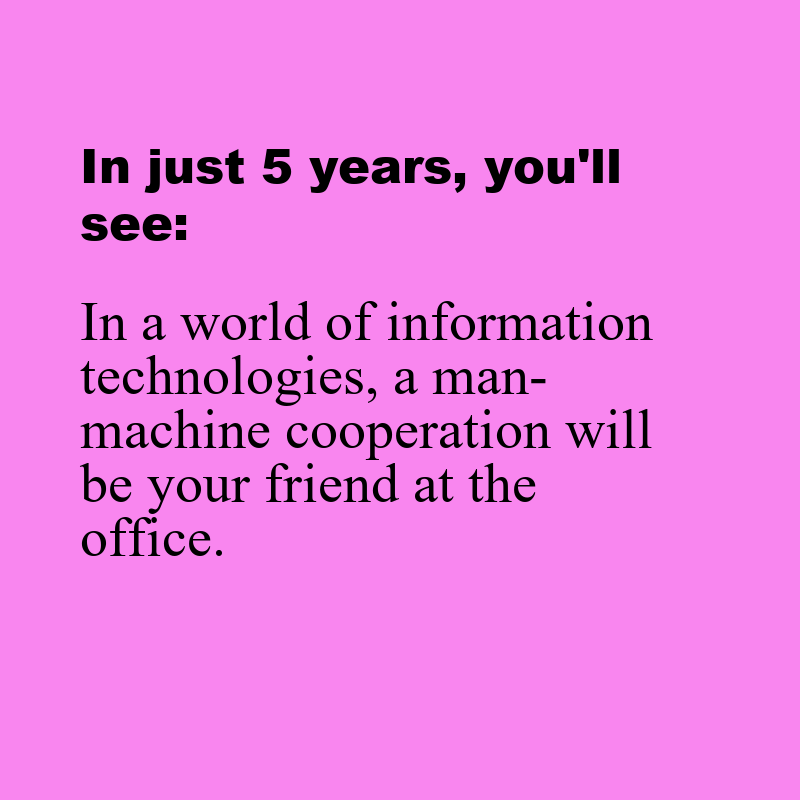 In just 5 years, you'll
see:
In a world of information
technologies, a man-
machine cooperation will
be your friend at the
office.